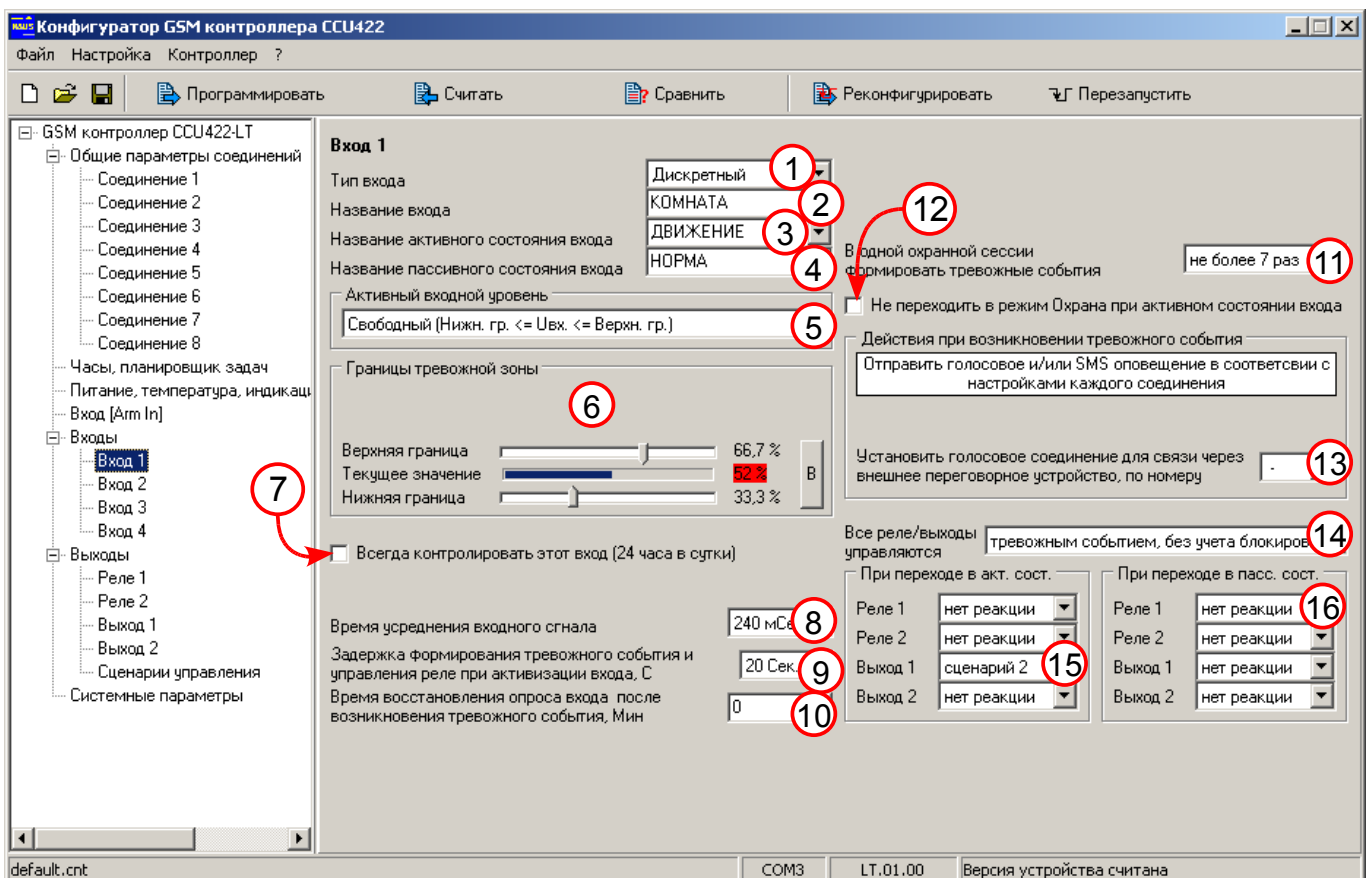 Конфигуратор GSM контроллера CCU422
Файл Настройка Контроллер ?
Программировать Считать Сравнить Реконфигурировать Перезапустить
GSM контроллер CCU422-LT
Общие параметры соединений
Соединение 1
Соединение 2
Соединение 3
Соединение 4
Соединение 5
Соединение 6
Соединение 7
Соединение 8
Часы, планировщик задач
Питание, температура, индикаци
Вход [Arm In]
Входы
Вход 1
Вход 2
Вход 3
Вход 4
Выходы
Реле 1
Реле 2
Выход 1
Выход 2
Сценарии управления
Системные параметры
Вход 1
Тип входа Дискретный 1
Название входа КОМНАТА 2
Название активного состояния входа ДВИЖЕНИЕ 3
Название пассивного состояния входа НОРМА 4
Активный входной уровень
Свободный (Нижн. гр. <= Uвх. <= Верхн. гр.) 5
Границы тревожной зоны
6
Верхняя граница 66,7 %
Текущее значение 52 % В
Нижняя граница 33,3 %
7
Всегда контролировать этот вход (24 часа в сутки)
Время усреднения входного сгнала 240 мСе 8
Задержка формирования тревожного события и
управления реле при активизации входа, С 20 Сек. 9
Время восстановления опроса входа после
возникновения тревожного события, Мин 0 10
12
В одной охранной сессии
формировать тревожные события не более 7 раз 11
Не переходить в режим Охрана при активном состоянии входа
Действия при возникновении тревожного события
Отправить голосовое и/или SMS оповещение в соответсвии с
настройками каждого соединения
Установить голосовое соединение для связи через
внешнее переговорное устройство, по номеру - 13
Все реле/выходы
управляются тревожным событием, без учета блокиров 14
При переходе в акт. сост.
Реле 1 нет реакции
Реле 2 нет реакции
Выход 1 сценарий 2 15
Выход 2 нет реакции
При переходе в пасс. сост.
Реле 1 нет реакции 16
Реле 2 нет реакции
Выход 1 нет реакции
Выход 2 нет реакции
default.cnt COM3 LT.01.00 Версия устройства считана